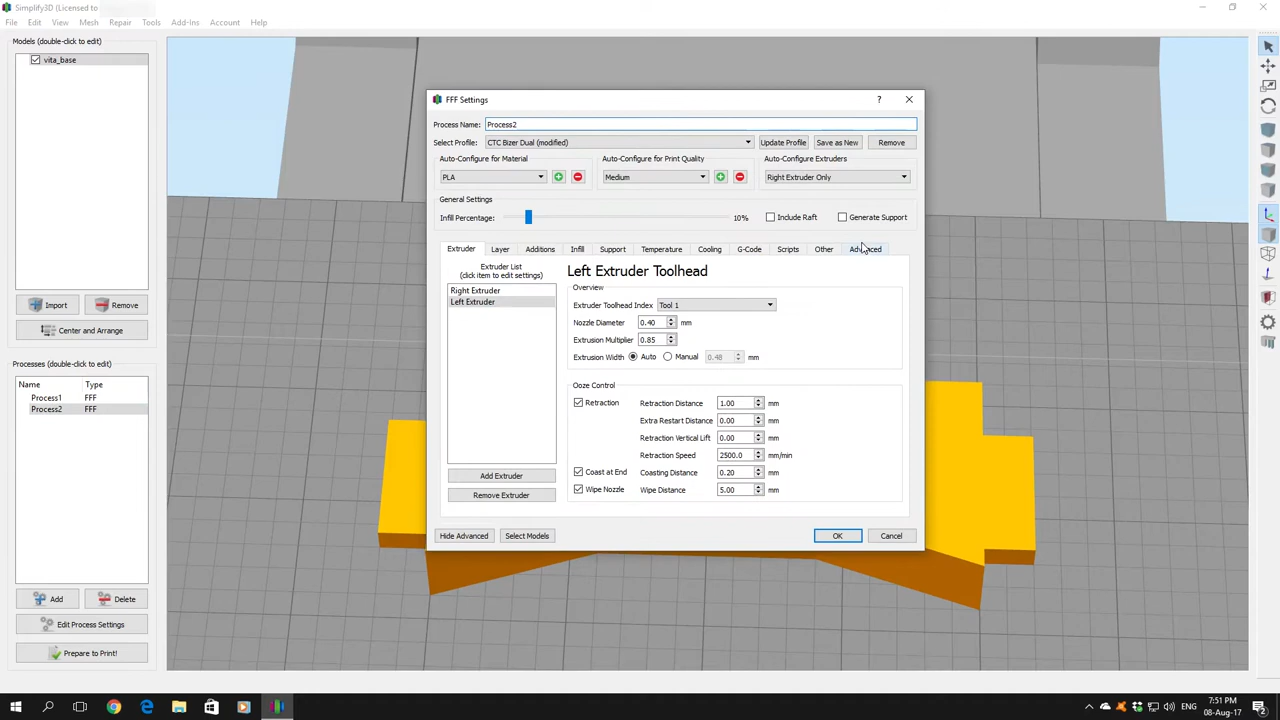 Simplify3D (Licensed to
File Edit View Mesh Repair Tools Add-Ins Account Help
Models (double-click to edit)
vita_base
Import Remove
Center and Arrange
Processes (double-click to edit)
Name Type
Process1 FFF
Process2 FFF
Add Delete
Edit Process Settings
Prepare to Print!
FFF Settings
?
Process Name: Process2
Select Profile: CTC Bizer Dual (modified) Update Profile Save as New Remove
Auto-Configure for Material Auto-Configure for Print Quality Auto-Configure Extruders
PLA Medium Right Extruder Only
General Settings
Infill Percentage: 10% Include Raft Generate Support
Extruder Layer Additions Infill Support Temperature Cooling G-Code Scripts Other Advanced
Extruder List
(click item to edit settings)
Right Extruder
Left Extruder
Add Extruder
Remove Extruder
Left Extruder Toolhead
Overview
Extruder Toolhead Index Tool 1
Nozzle Diameter 0.40 mm
Extrusion Multiplier 0.85
Extrusion Width Auto Manual 0.48 mm
Ooze Control
Retraction Retraction Distance 1.00 mm
Extra Restart Distance 0.00 mm
Retraction Vertical Lift 0.00 mm
Retraction Speed 2500.0 mm/min
Coast at End Coasting Distance 0.20 mm
Wipe Nozzle Wipe Distance 5.00 mm
Hide Advanced Select Models OK Cancel
ENG 7:51 PM
08-Aug-17
2